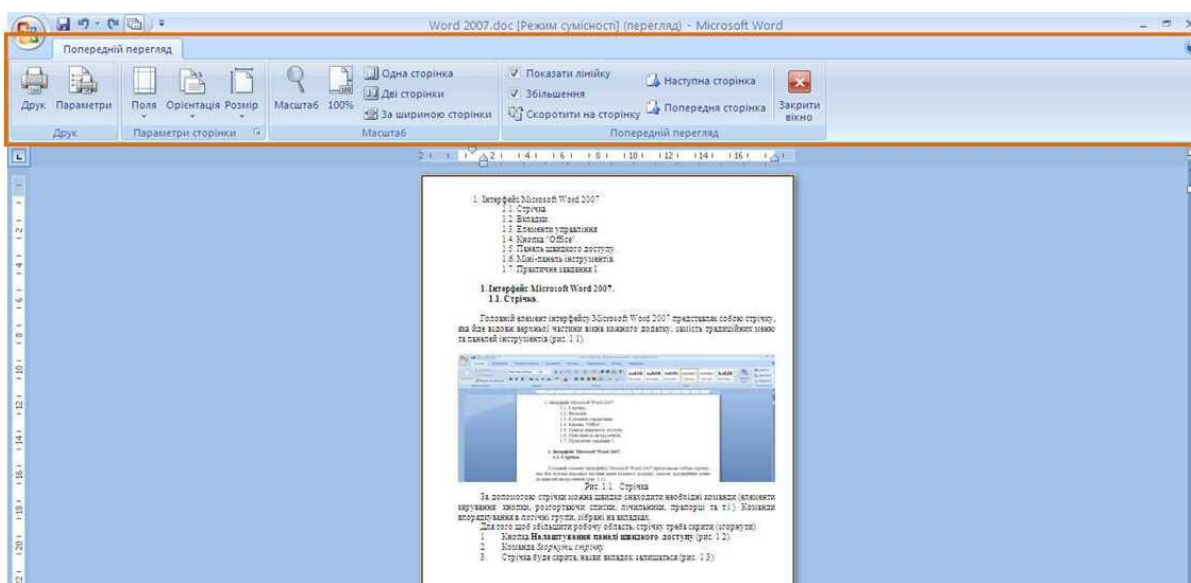 Word 2007.doc [Режим сумісності] (перегляд) - Microsoft Word
Попередній перегляд
Друк Параметри
Поля Орієнтація Розмір
Масштаб 100%
Одна сторінка
Дві сторінки
За шириною сторінки
Показати лінійку
Збільшення
Скоротити на сторінку
Наступна сторінка
Попередня сторінка
Закрити
вікно
Друк
Параметри сторінки
Масштаб
Попередній перегляд
1. Інтерфейс Microsoft Word 2007
1.1. Стрічка
1.2. Вкладки
1.3. Елементи управління
1.4. Кнопка "Office"
1.5. Панель швидкого доступу
1.6. Міні-панель інструментів
1.7. Практичне завдання 1
1. Інтерфейс Microsoft Word 2007.
1.1. Стрічка.
Головний елемент інтерфейсу Microsoft Word 2007 представляє собою стрічку,
яка йде вздовж верхньої частини вікна кожного додатку, замість традиційних меню
та панелей інструментів (рис. 1.1)
Рис. 1.1. Стрічка
За допомогою стрічки можна швидко знаходити необхідні команди (елементи
керування: кнопки, розгортаючі списки, лічильники, прапорці та т.і.). Команди
впорядкування в логічні групи, зібрані на вкладках.
Для того щоб збільшити робочу область, стрічку треба скрити (згорнути)
1. Кнопка Налаштування панелі швидкого доступу (рис. 1.2)
2. Команда Згорнути стрічку.
3. Стрічка буде скрита, назви вкладок залишаться (рис. 1.3)